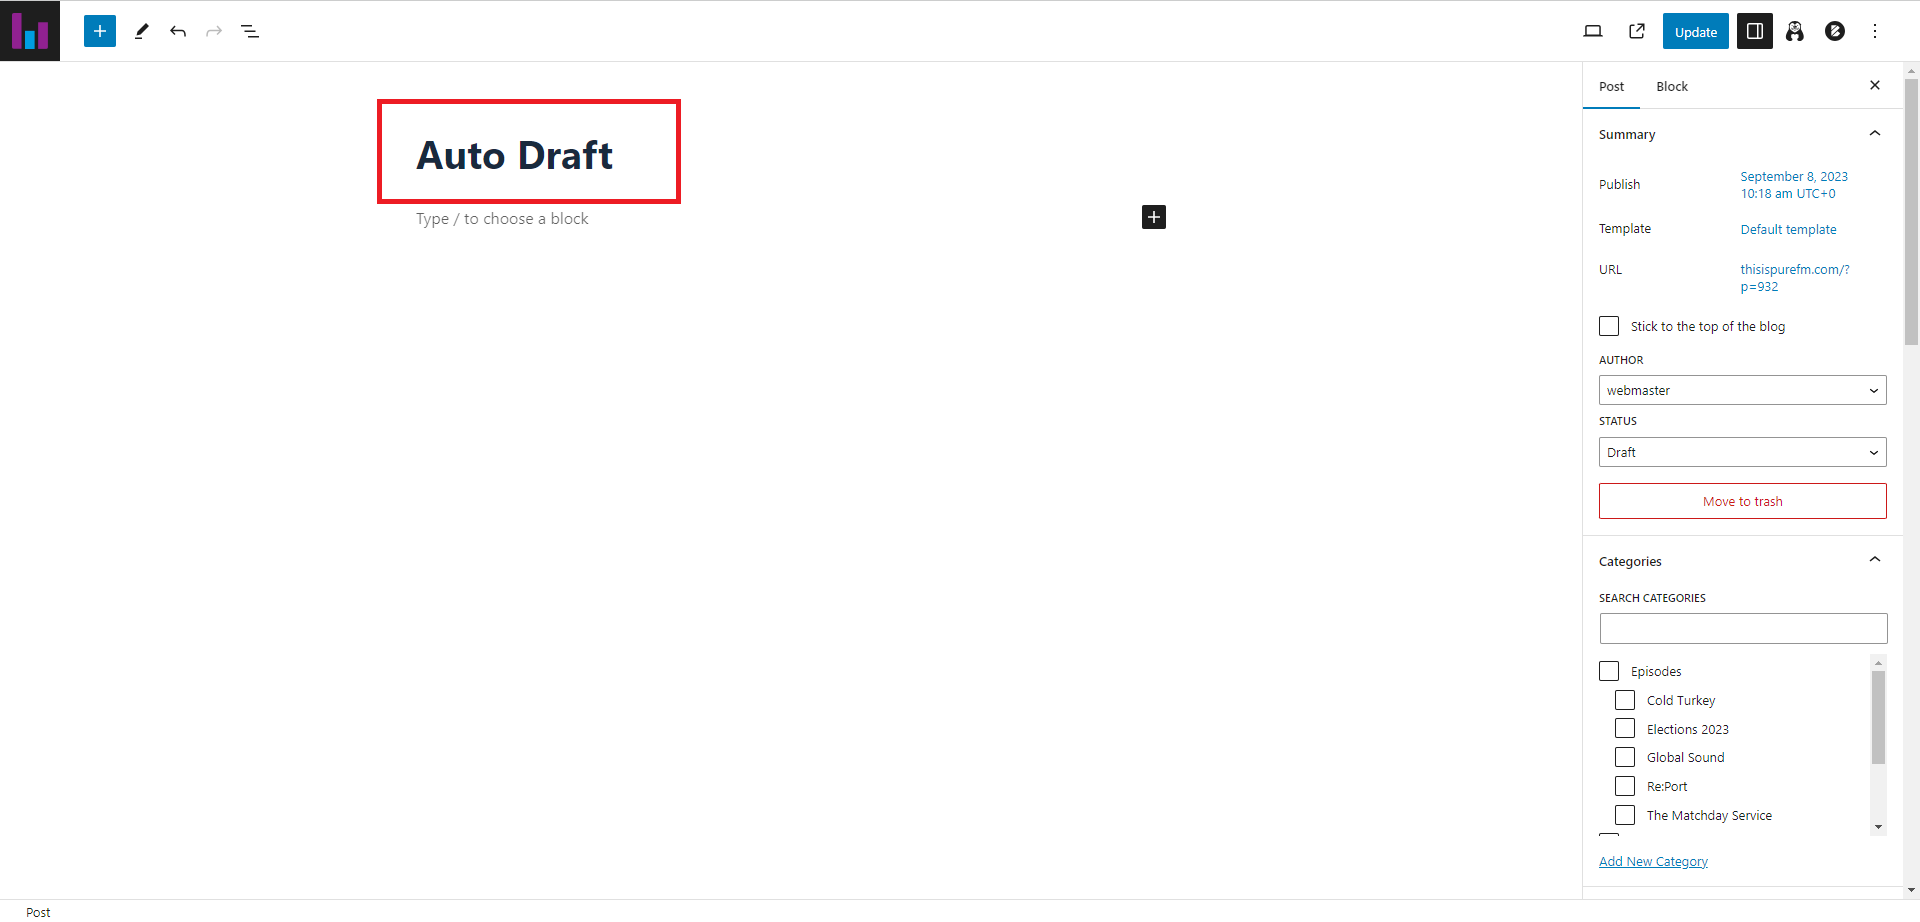 Update
Post Block
Summary
Auto Draft
Publish
September 8, 2023
10:18 am UTC+0
Type / to choose a block
Template
Default template
URL
thisispurefm.com/?
p=932
Stick to the top of the blog
AUTHOR
webmaster
STATUS
Draft
Move to trash
Categories
SEARCH CATEGORIES
Episodes
Cold Turkey
Elections 2023
Global Sound
Re:Port
The Matchday Service
Add New Category
Post